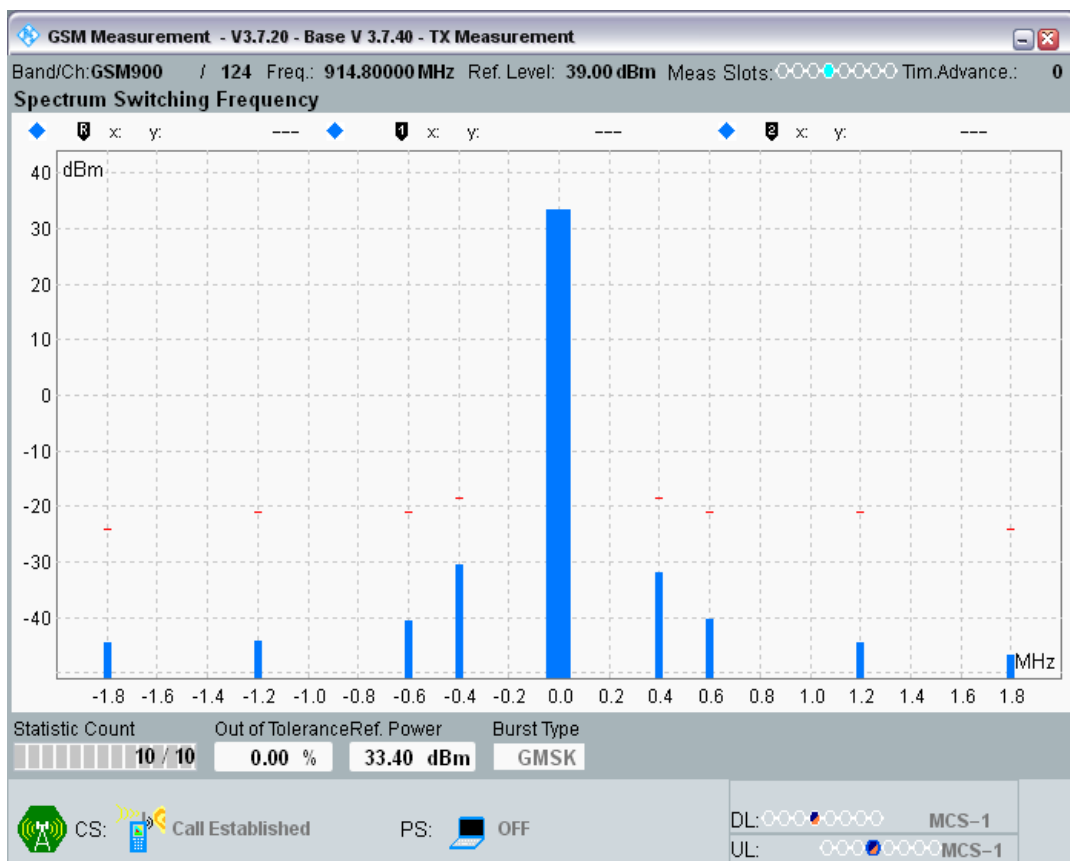 GSM Measurement - V3.7.20 - Base V 3.7.40 - TX Measurement
Band/Ch:GSM900 / 124 Freq.: 914.80000 MHz Ref. Level: 39.00 dBm Meas Slots: Tim.Advance.: 0
Spectrum Switching Frequency
R x: y: --- 1 x: y: --- 2 x: y: ---
dBm
40
30
20
10
0
-10
-20
-30
-40
MHz
-1.8 -1.6 -1.4 -1.2 -1.0 -0.8 -0.6 -0.4 -0.2 0.0 0.2 0.4 0.6 0.8 1.0 1.2 1.4 1.6 1.8
Statistic Count Out of Tolerance Ref. Power Burst Type
10 / 10 0.00 % 33.40 dBm GMSK
CS: Call Established PS: OFF
DL: MCS-1
UL: MCS-1